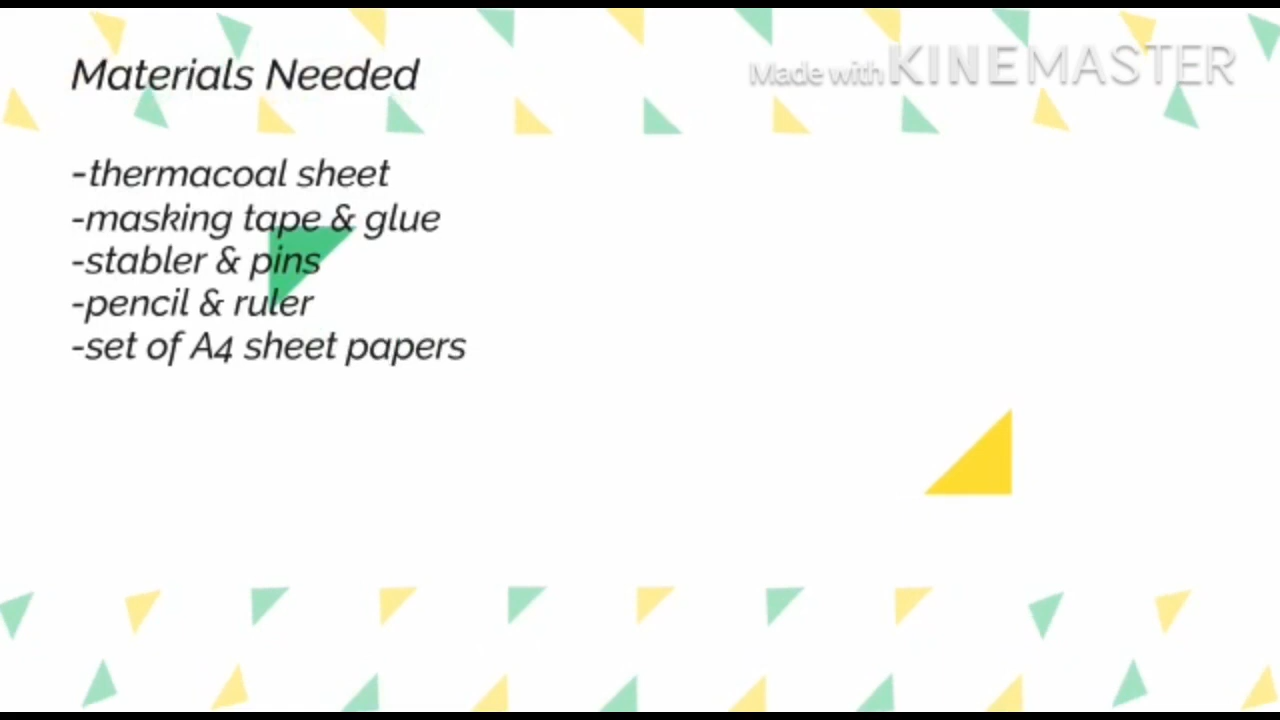 Materials Needed
Made with KINEMASTER
-thermacoal sheet
-masking tape & glue
-stabler & pins
-pencil & ruler
-set of A4 sheet papers